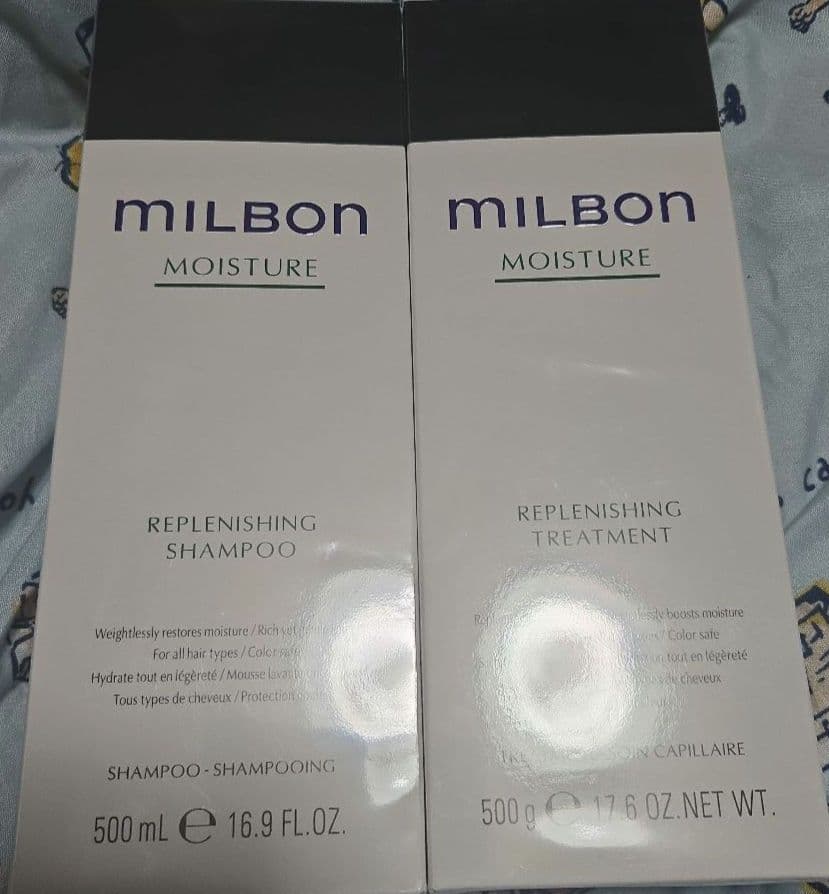 mILBOn
MOISTURE
REPLENISHING
SHAMPOO
Weightlessly restores moisture / Rich yet
For all hair types / Color safe
Hydrate tout en légèreté / Mousse
Tous types de cheveux / Protection
SHAMPOO - SHAMPOOING
500 mL ℮ 16.9 FL.OZ.
mILBOn
MOISTURE
REPLENISHING
TREATMENT
boosts moisture
/ Color safe
tout en légèreté
de cheveux
CAPILLAIRE
500 g ℮ 17.6 OZ.NET WT.